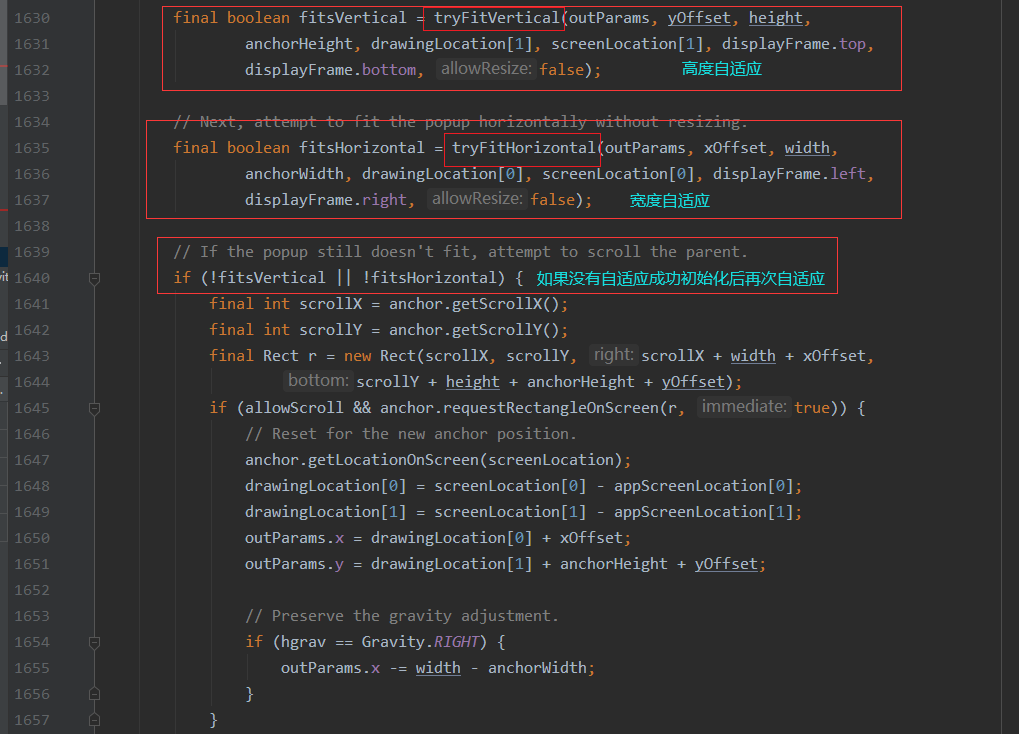 1630 final boolean fitsVertical = tryFitVertical(outParams, yOffset, height,
1631 anchorHeight, drawingLocation[1], screenLocation[1], displayFrame.top,
1632 displayFrame.bottom, allowResize: false); 高度自适应
1633
1634 // Next, attempt to fit the popup horizontally without resizing.
1635 final boolean fitsHorizontal = tryFitHorizontal(outParams, xOffset, width,
1636 anchorWidth, drawingLocation[0], screenLocation[0], displayFrame.left,
1637 displayFrame.right, allowResize: false); 宽度自适应
1638
1639 // If the popup still doesn't fit, attempt to scroll the parent.
1640 if (!fitsVertical || !fitsHorizontal) { 如果没有自适应成功初始化后再次自适应
1641 final int scrollX = anchor.getScrollX();
1642 final int scrollY = anchor.getScrollY();
1643 final Rect r = new Rect(scrollX, scrollY, right: scrollX + width + xOffset,
1644 bottom: scrollY + height + anchorHeight + yOffset);
1645 if (allowScroll && anchor.requestRectangleOnScreen(r, immediate: true)) {
1646 // Reset for the new anchor position.
1647 anchor.getLocationOnScreen(screenLocation);
1648 drawingLocation[0] = screenLocation[0] - appScreenLocation[0];
1649 drawingLocation[1] = screenLocation[1] - appScreenLocation[1];
1650 outParams.x = drawingLocation[0] + xOffset;
1651 outParams.y = drawingLocation[1] + anchorHeight + yOffset;
1652
1653 // Preserve the gravity adjustment.
1654 if (hgrav == Gravity.RIGHT) {
1655 outParams.x -= width - anchorWidth;
1656 }
1657 }